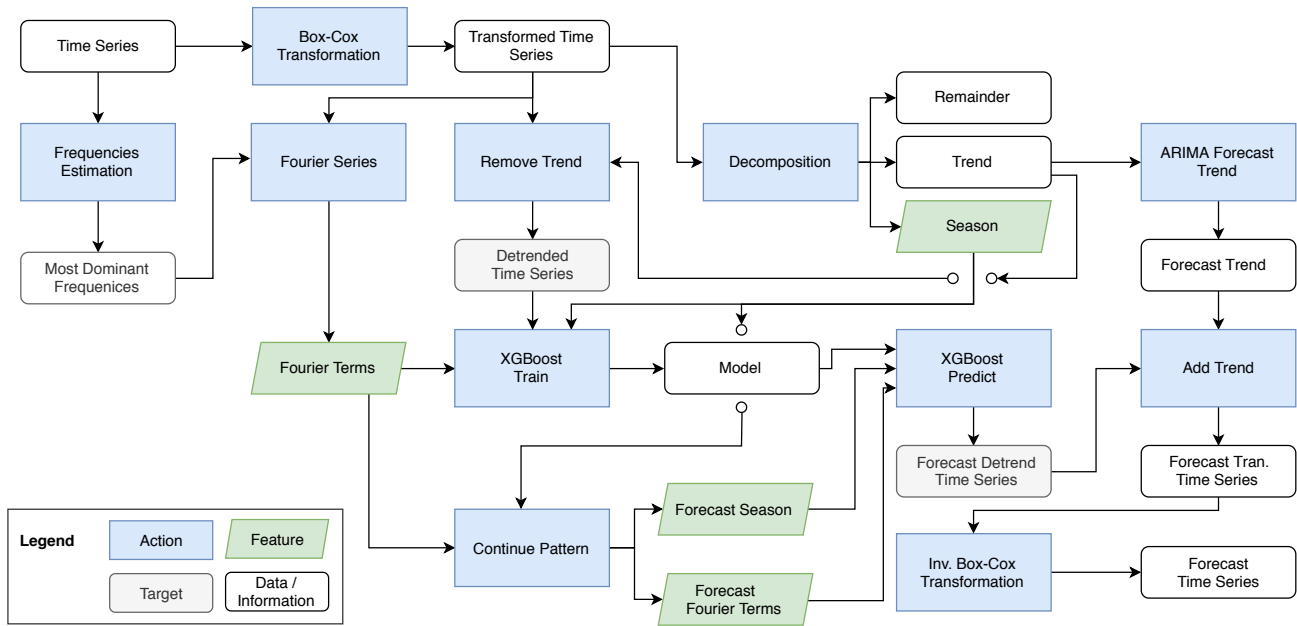 Time Series
Box-Cox
Transformation
Transformed Time
Series
Remainder
Frequencies
Estimation
Fourier Series
Remove Trend
Decomposition
Trend
ARIMA Forecast
Trend
Season
Most Dominant
Frequenices
Detrended
Time Series
Forecast Trend
Fourier Terms
XGBoost
Train
Model
XGBoost
Predict
Add Trend
Forecast Detrend
Time Series
Forecast Tran.
Time Series
Forecast Season
Continue Pattern
Forecast
Fourier Terms
Inv. Box-Cox
Transformation
Forecast
Time Series
Legend
Action
Feature
Target
Data /
Information